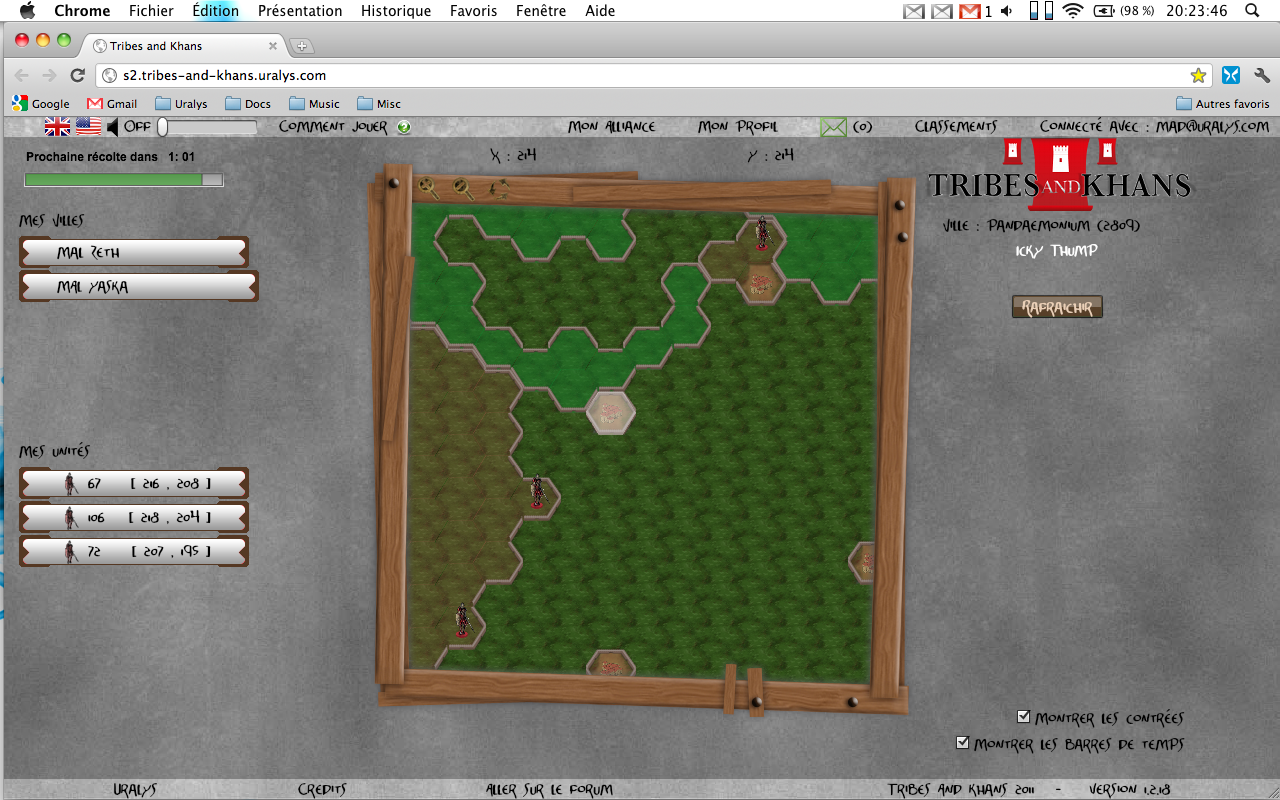 Chrome Fichier Édition Présentation Historique Favoris Fenêtre Aide 1 (98 %) 20:23:46
Tribes and Khans
s2.tribes-and-khans.uralys.com
Google Gmail Uralys Docs Music Misc Autres favoris
OFF COMMENT JOUER ? MON ALLIANCE MON PROFIL (0) CLASSEMENTS CONNECTÉ AVEC : MAD@URALYS.COM
Prochaine récolte dans 1: 01
X : 214 Y : 214
TRIBES AND KHANS
VILLE : PANDAEMONIUM (2809)
ICKY THUMP
RAFRAICHIR
MES VILLES
MAL ZETH
MAL YASKA
MES UNITÉS
67 [ 216 , 208 ]
106 [ 218 , 204 ]
72 [ 207 , 195 ]
MONTRER LES CONTRÉES
MONTRER LES BARRES DE TEMPS
URALYS CREDITS ALLER SUR LE FORUM TRIBES AND KHANS 2011 - VERSION 1.2.18